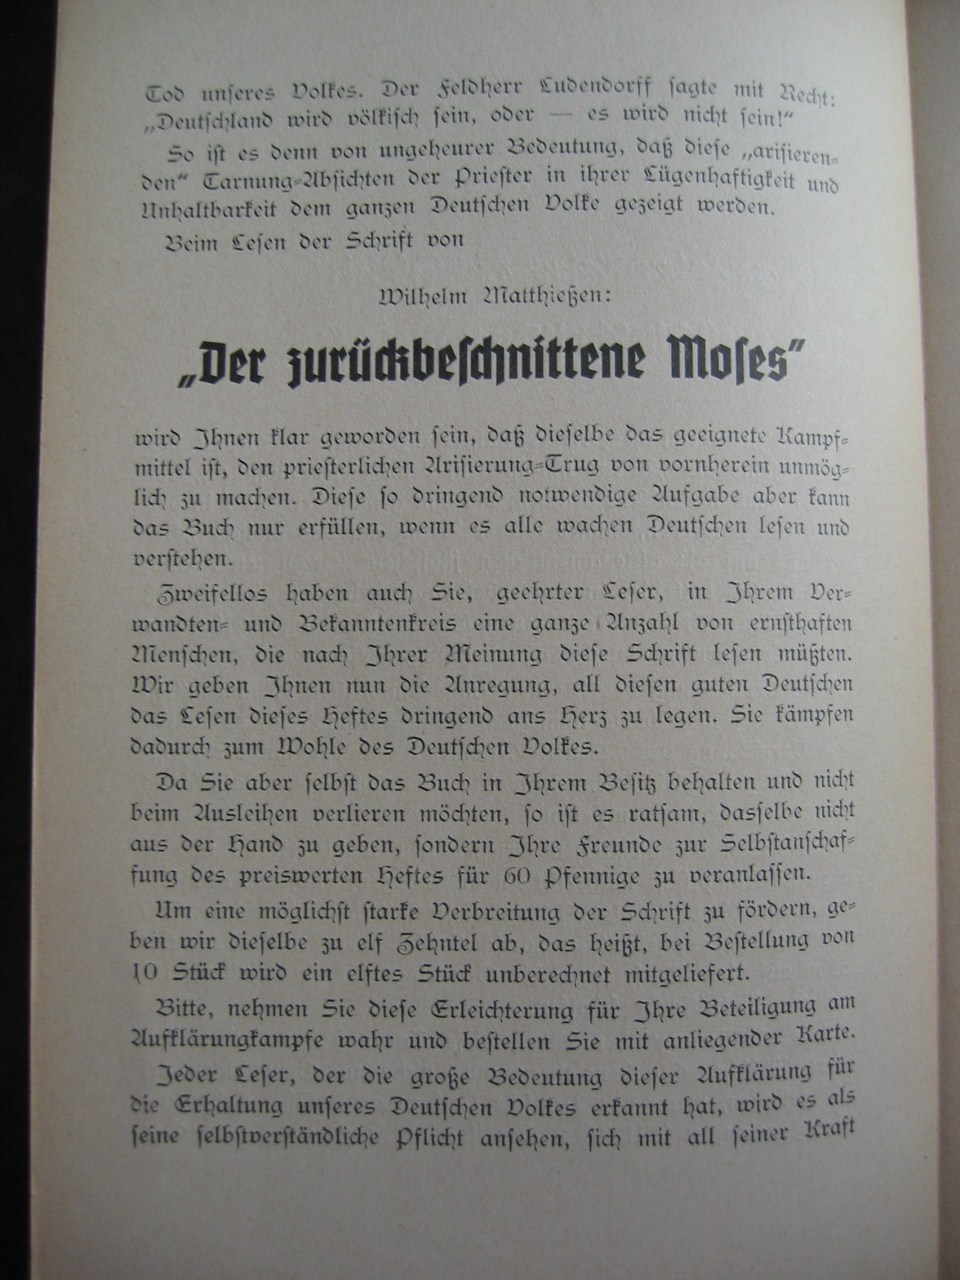 Tod unseres Volkes. Der Feldherr Ludendorff sagte mit Recht:
„Deutschland wird völkisch sein, oder — es wird nicht sein!“
So ist es denn von ungeheurer Bedeutung, daß diese „arisieren-
den“ Tarnung-Absichten der Priester in ihrer Lügenhaftigkeit und
Unhaltbarkeit dem ganzen Deutschen Volke gezeigt werden.
Beim Lesen der Schrift von
Wilhelm Matthießen:
„Der zurückbeschnittene Moses“
wird Ihnen klar geworden sein, daß dieselbe das geeignete Kampf-
mittel ist, den priesterlichen Arisierung-Trug von vornherein unmög-
lich zu machen. Diese so dringend notwendige Aufgabe aber kann
das Buch nur erfüllen, wenn es alle wachen Deutschen lesen und
verstehen.
Zweifellos haben auch Sie, geehrter Leser, in Ihrem Ver-
wandten- und Bekanntenkreis eine ganze Anzahl von ernsthaften
Menschen, die nach Ihrer Meinung diese Schrift lesen müßten.
Wir geben Ihnen nun die Anregung, all diesen guten Deutschen
das Lesen dieses Heftes dringend ans Herz zu legen. Sie kämpfen
dadurch zum Wohle des Deutschen Volkes.
Da Sie aber selbst das Buch in Ihrem Besitz behalten und nicht
beim Ausleihen verlieren möchten, so ist es ratsam, dasselbe nicht
aus der Hand zu geben, sondern Ihre Freunde zur Selbstanschaf-
fung des preiswerten Heftes für 60 Pfennige zu veranlassen.
Um eine möglichst starke Verbreitung der Schrift zu fördern, ge-
ben wir dieselbe zu elf Zehntel ab, das heißt, bei Bestellung von
10 Stück wird ein elftes Stück unberechnet mitgeliefert.
Bitte, nehmen Sie diese Erleichterung für Ihre Beteiligung am
Aufklärungkampfe wahr und bestellen Sie mit anliegender Karte.
Jeder Leser, der die große Bedeutung dieser Aufklärung für
die Erhaltung unseres Deutschen Volkes erkannt hat, wird es als
seine selbstverständliche Pflicht ansehen, sich mit all seiner Kraft